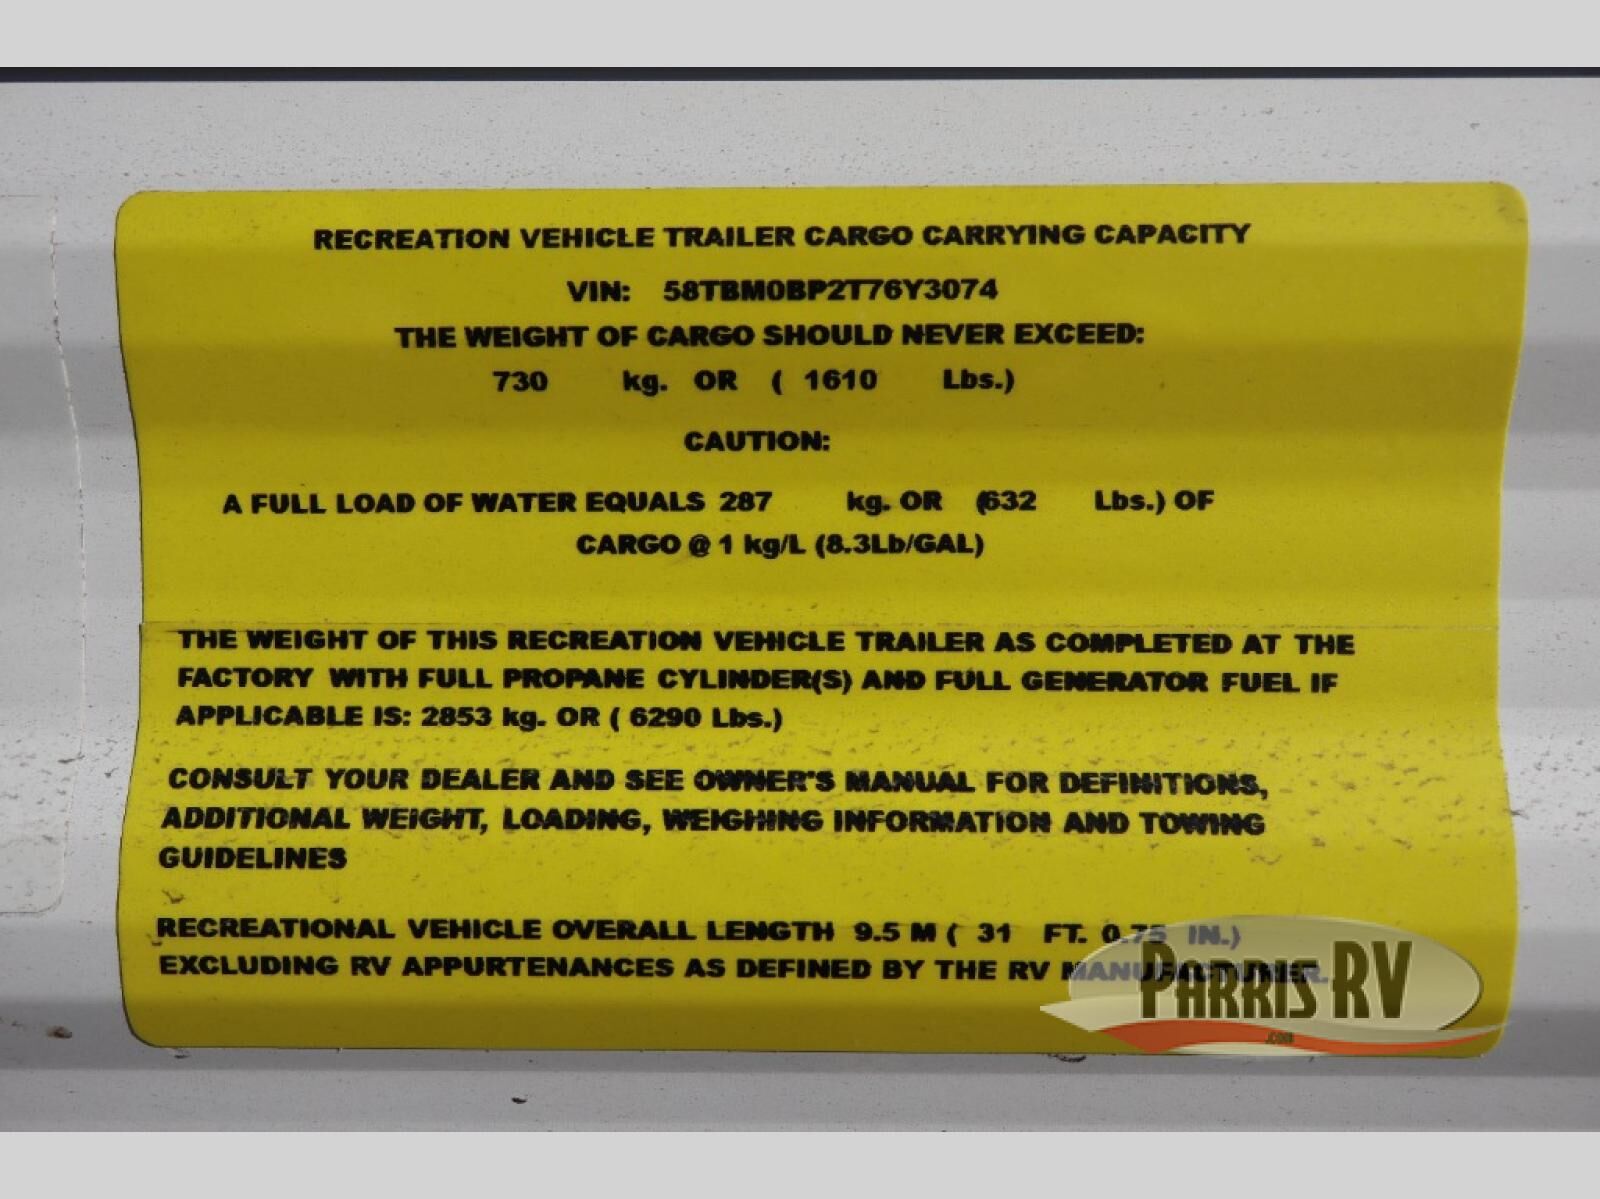 RECREATION VEHICLE TRAILER CARGO CARRYING CAPACITY
VIN: 58TBM0BP2T76Y3074
THE WEIGHT OF CARGO SHOULD NEVER EXCEED:
730 kg. OR ( 1610 Lbs.)
CAUTION:
A FULL LOAD OF WATER EQUALS 287 kg. OR (632 Lbs.) OF
CARGO @ 1 kg/L (8.3Lb/GAL)
THE WEIGHT OF THIS RECREATION VEHICLE TRAILER AS COMPLETED AT THE
FACTORY WITH FULL PROPANE CYLINDER(S) AND FULL GENERATOR FUEL IF
APPLICABLE IS: 2853 kg. OR ( 6290 Lbs.)
CONSULT YOUR DEALER AND SEE OWNER'S MANUAL FOR DEFINITIONS,
ADDITIONAL WEIGHT, LOADING, WEIGHING INFORMATION AND TOWING
GUIDELINES
RECREATIONAL VEHICLE OVERALL LENGTH 9.5 M ( 31 FT. 0.75 IN.)
EXCLUDING RV APPURTENANCES AS DEFINED BY THE RV MANUFACTURER.
PARRIS RV
.COM